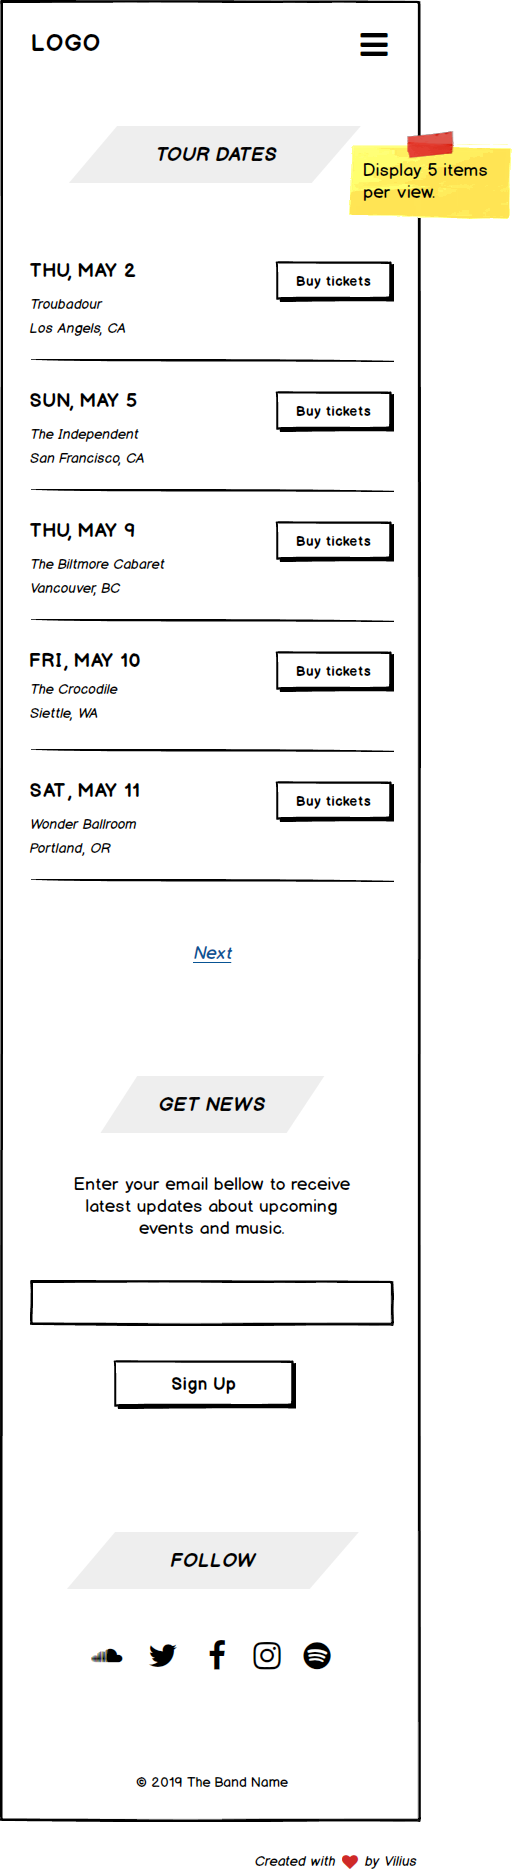 LOGO
TOUR DATES
Display 5 items
per view.
THU, MAY 2
Buy tickets
Troubadour
Los Angels, CA
SUN, MAY 5
Buy tickets
The Independent
San Francisco, CA
THU, MAY 9
Buy tickets
The Biltmore Cabaret
Vancouver, BC
FRI, MAY 10
Buy tickets
The Crocodile
Siettle, WA
SAT, MAY 11
Buy tickets
Wonder Ballroom
Portland, OR
Next
GET NEWS
Enter your email bellow to receive
latest updates about upcoming
events and music.
Sign Up
FOLLOW
© 2019 The Band Name
Created with ❤ by Vilius